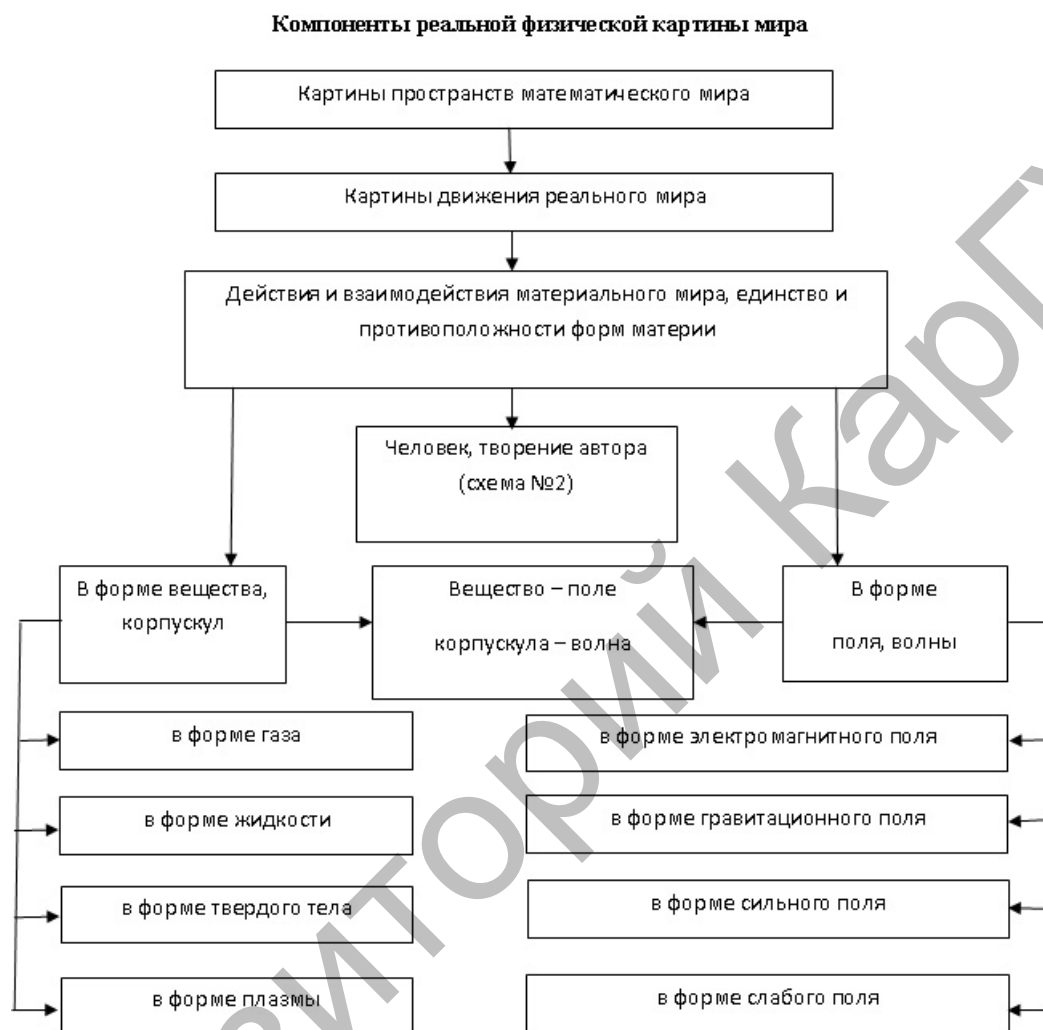 Компоненты реальной физической картины мира
Картины пространств математического мира
Картины движения реального мира
Действия и взаимодействия материального мира, единство и
противоположности форм материи
Человек, творение автора
(схема №2)
В форме вещества,
корпускул
Вещество – поле
корпускула – волна
В форме
поля, волны
в форме газа
в форме электромагнитного поля
в форме жидкости
в форме гравитационного поля
в форме твердого тела
в форме сильного поля
в форме плазмы
в форме слабого поля